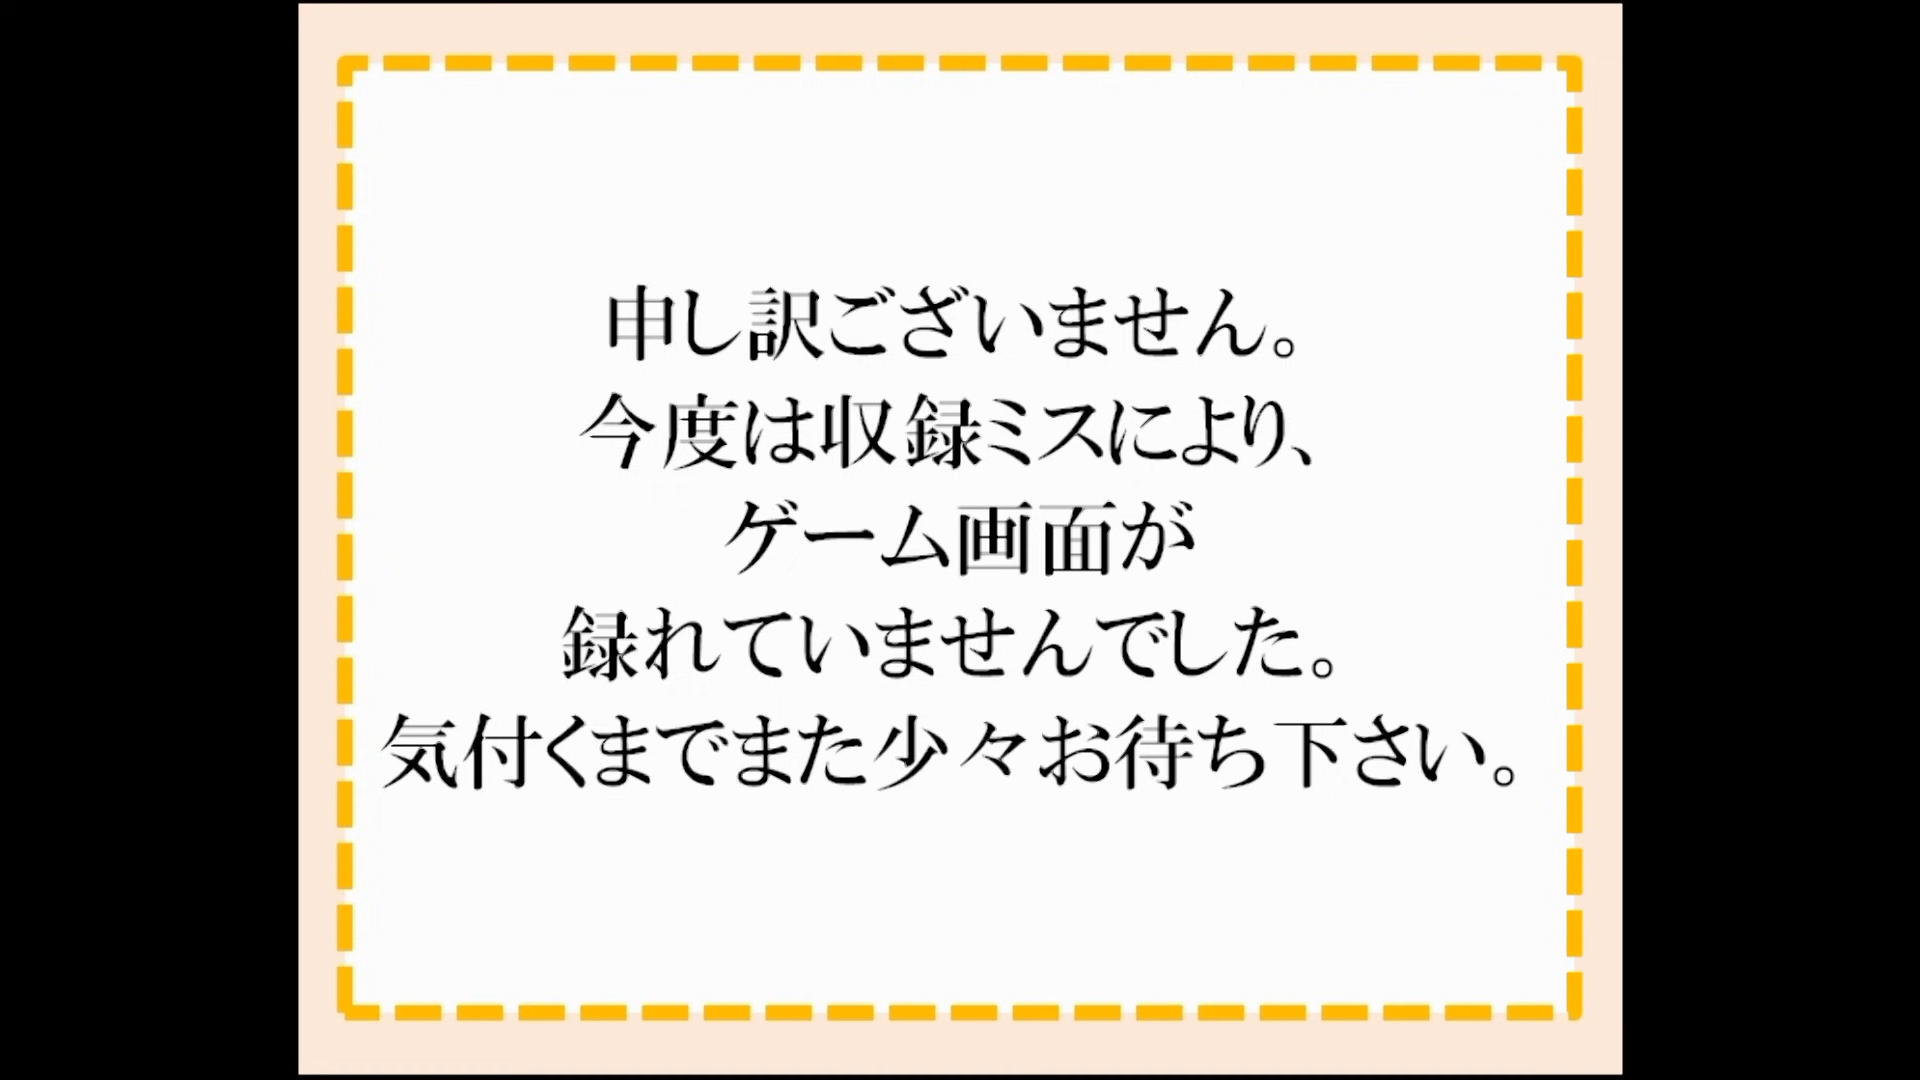 申し訳ございません。
今度は収録ミスにより、
ゲーム画面が
録れていませんでした。
気付くまでまた少々お待ち下さい。